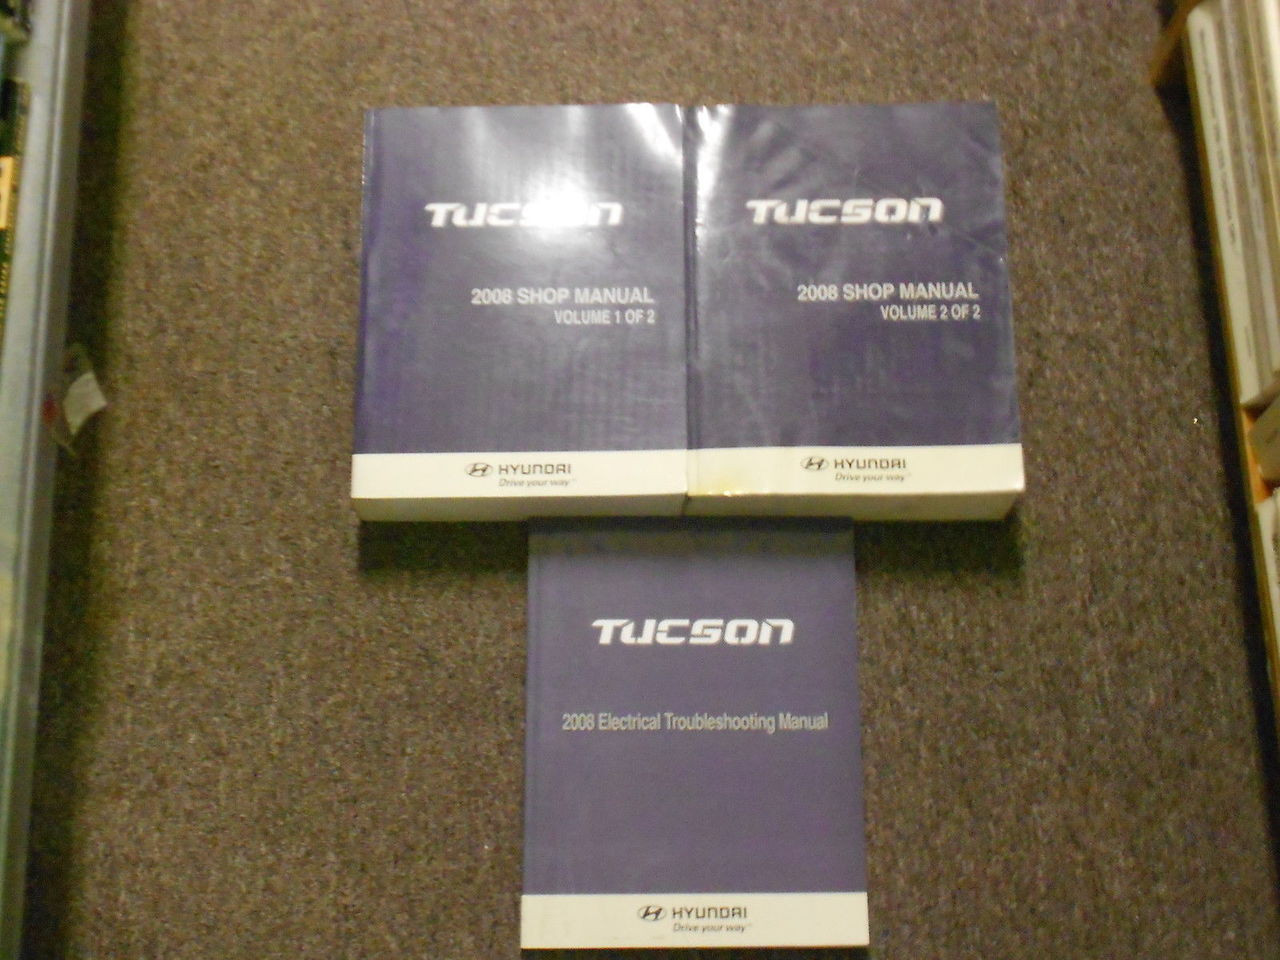 TUCSON
2008 SHOP MANUAL
VOLUME 1 OF 2
HYUNDAI
Drive your way
TUCSON
2008 SHOP MANUAL
VOLUME 2 OF 2
HYUNDAI
Drive your way
TUCSON
2008 Electrical Troubleshooting Manual
HYUNDAI
Drive your way